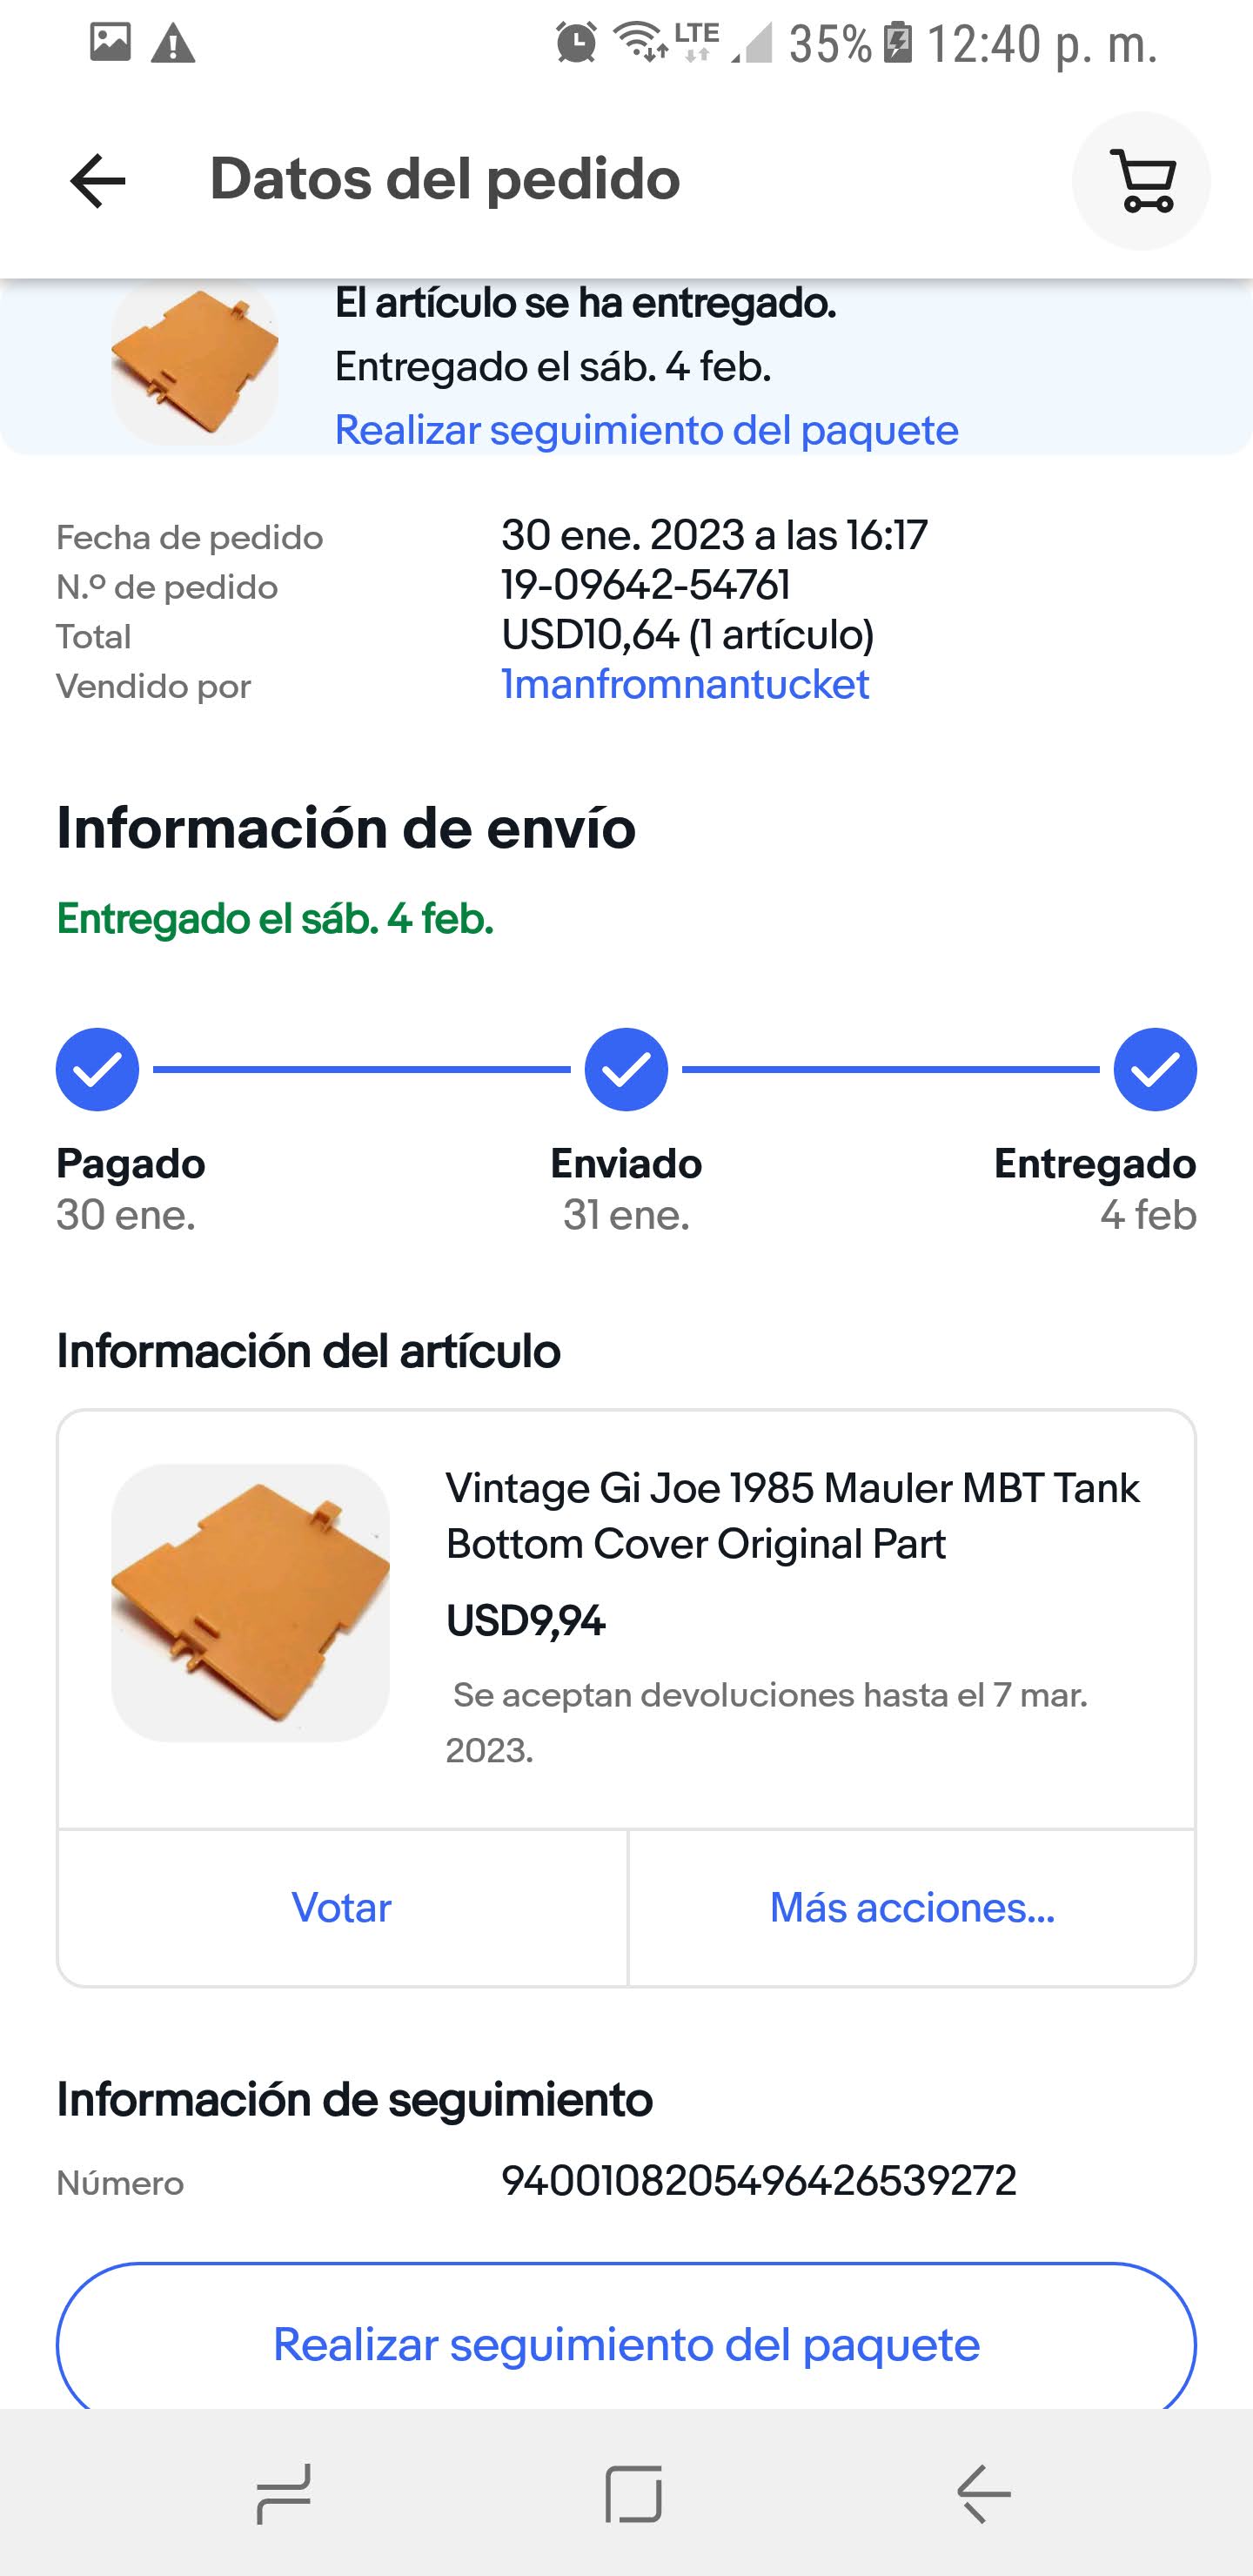 LTE 35% 12:40 p. m.
Datos del pedido
El artículo se ha entregado.
Entregado el sáb. 4 feb.
Realizar seguimiento del paquete
Fecha de pedido 30 ene. 2023 a las 16:17
N.º de pedido 19-09642-54761
Total USD10,64 (1 artículo)
Vendido por 1manfromnantucket
Información de envío
Entregado el sáb. 4 feb.
Pagado Enviado Entregado
30 ene. 31 ene. 4 feb
Información del artículo
Vintage Gi Joe 1985 Mauler MBT Tank
Bottom Cover Original Part
USD9,94
Se aceptan devoluciones hasta el 7 mar.
2023.
Votar Más acciones...
Información de seguimiento
Número 9400108205496426539272
Realizar seguimiento del paquete